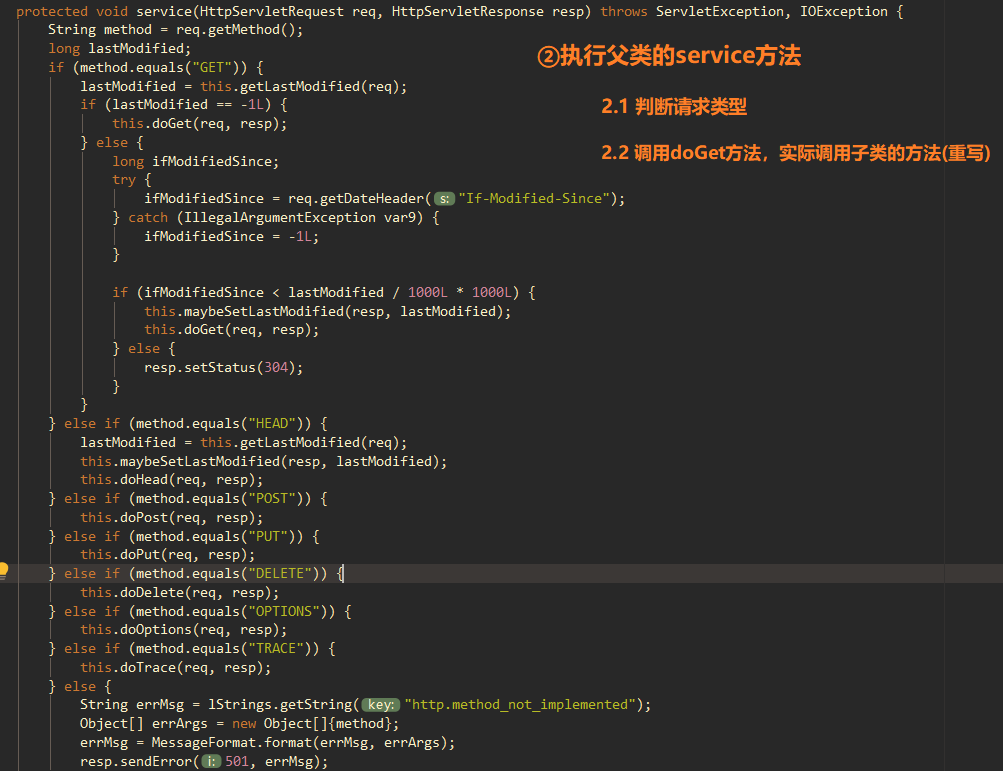 protected void service(HttpServletRequest req, HttpServletResponse resp) throws ServletException, IOException {
String method = req.getMethod();
long lastModified;
②执行父类的service方法
if (method.equals("GET")) {
lastModified = this.getLastModified(req);
if (lastModified == -1L) {
2.1 判断请求类型
this.doGet(req, resp);
} else {
2.2 调用doGet方法，实际调用子类的方法(重写)
long ifModifiedSince;
try {
ifModifiedSince = req.getDateHeader( s: "If-Modified-Since");
} catch (IllegalArgumentException var9) {
ifModifiedSince = -1L;
}
if (ifModifiedSince < lastModified / 1000L * 1000L) {
this.maybeSetLastModified(resp, lastModified);
this.doGet(req, resp);
} else {
resp.setStatus(304);
}
}
} else if (method.equals("HEAD")) {
lastModified = this.getLastModified(req);
this.maybeSetLastModified(resp, lastModified);
this.doHead(req, resp);
} else if (method.equals("POST")) {
this.doPost(req, resp);
} else if (method.equals("PUT")) {
this.doPut(req, resp);
} else if (method.equals("DELETE")) {
this.doDelete(req, resp);
} else if (method.equals("OPTIONS")) {
this.doOptions(req, resp);
} else if (method.equals("TRACE")) {
this.doTrace(req, resp);
} else {
String errMsg = lStrings.getString( key: "http.method_not_implemented");
Object[] errArgs = new Object[]{method};
errMsg = MessageFormat.format(errMsg, errArgs);
resp.sendError( i: 501, errMsg);